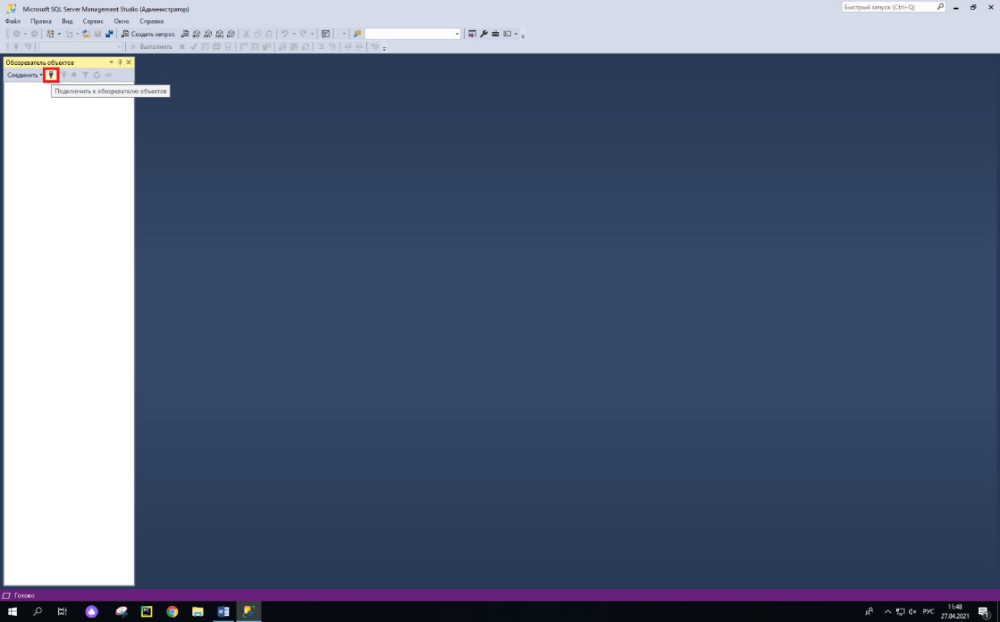 Microsoft SQL Server Management Studio (Администратор)
Быстрый запуск (Ctrl+Q)
Файл Правка Вид Сервис Окно Справка
Создать запрос
Выполнить
Обозреватель объектов
Соединить
Подключить к обозревателю объектов
Готово
PC
РУС
11:48
27.04.2021